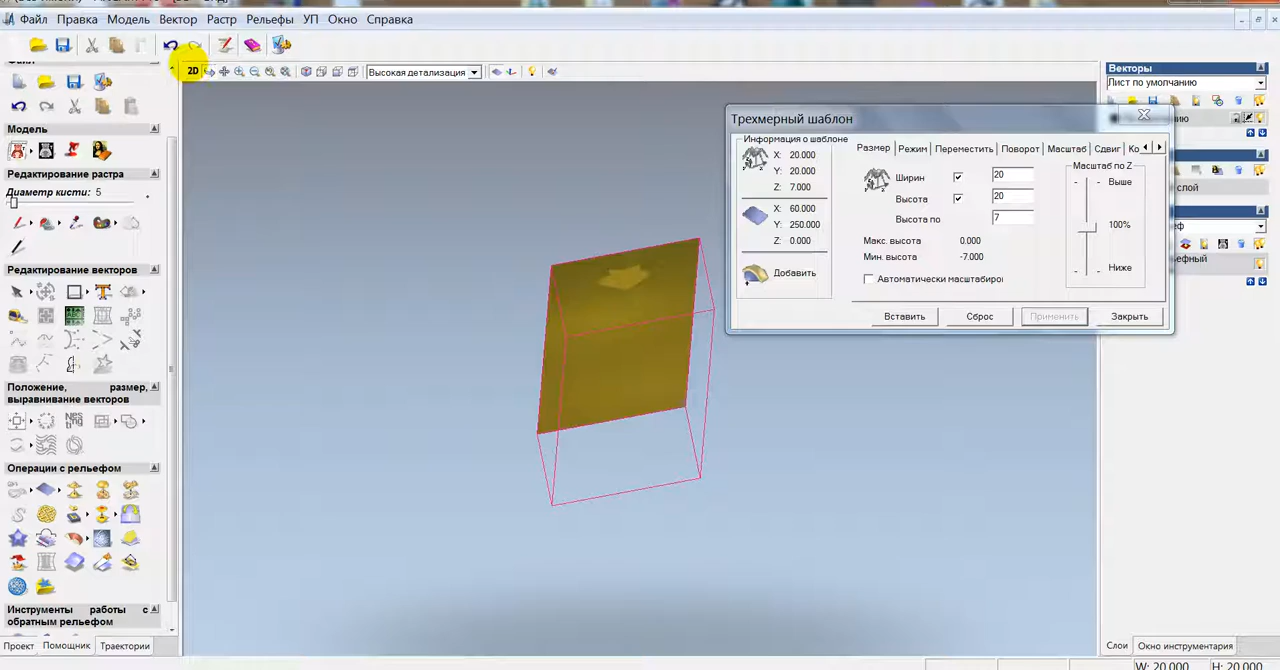 Файл Правка Модель Вектор Растр Рельефы УП Окно Справка
2D Высокая детализация
Файл
Модель
Редактирование растра
Диаметр кисти: 5
Редактирование векторов
Положение, размер,
выравнивание векторов
Операции с рельефом
Инструменты работы с
обратным рельефом
Проект Помощник Траектории
Трехмерный шаблон
Информация о шаблоне
X: 20.000
Y: 20.000
Z: 7.000
X: 60.000
Y: 250.000
Z: 0.000
Добавить
Размер Режим Переместить Поворот Масштаб Сдвиг Ко
Ширин 20
Высота 20
Высота по 7
Макс. высота 0.000
Мин. высота -7.000
Автоматически масштабирос
Масштаб по Z
Выше
100%
Ниже
Вставить Сброс Применить Закрыть
Векторы
Лист по умолчанию
слой
Слои Окно инструментария
W: 20.000 H: 20.000